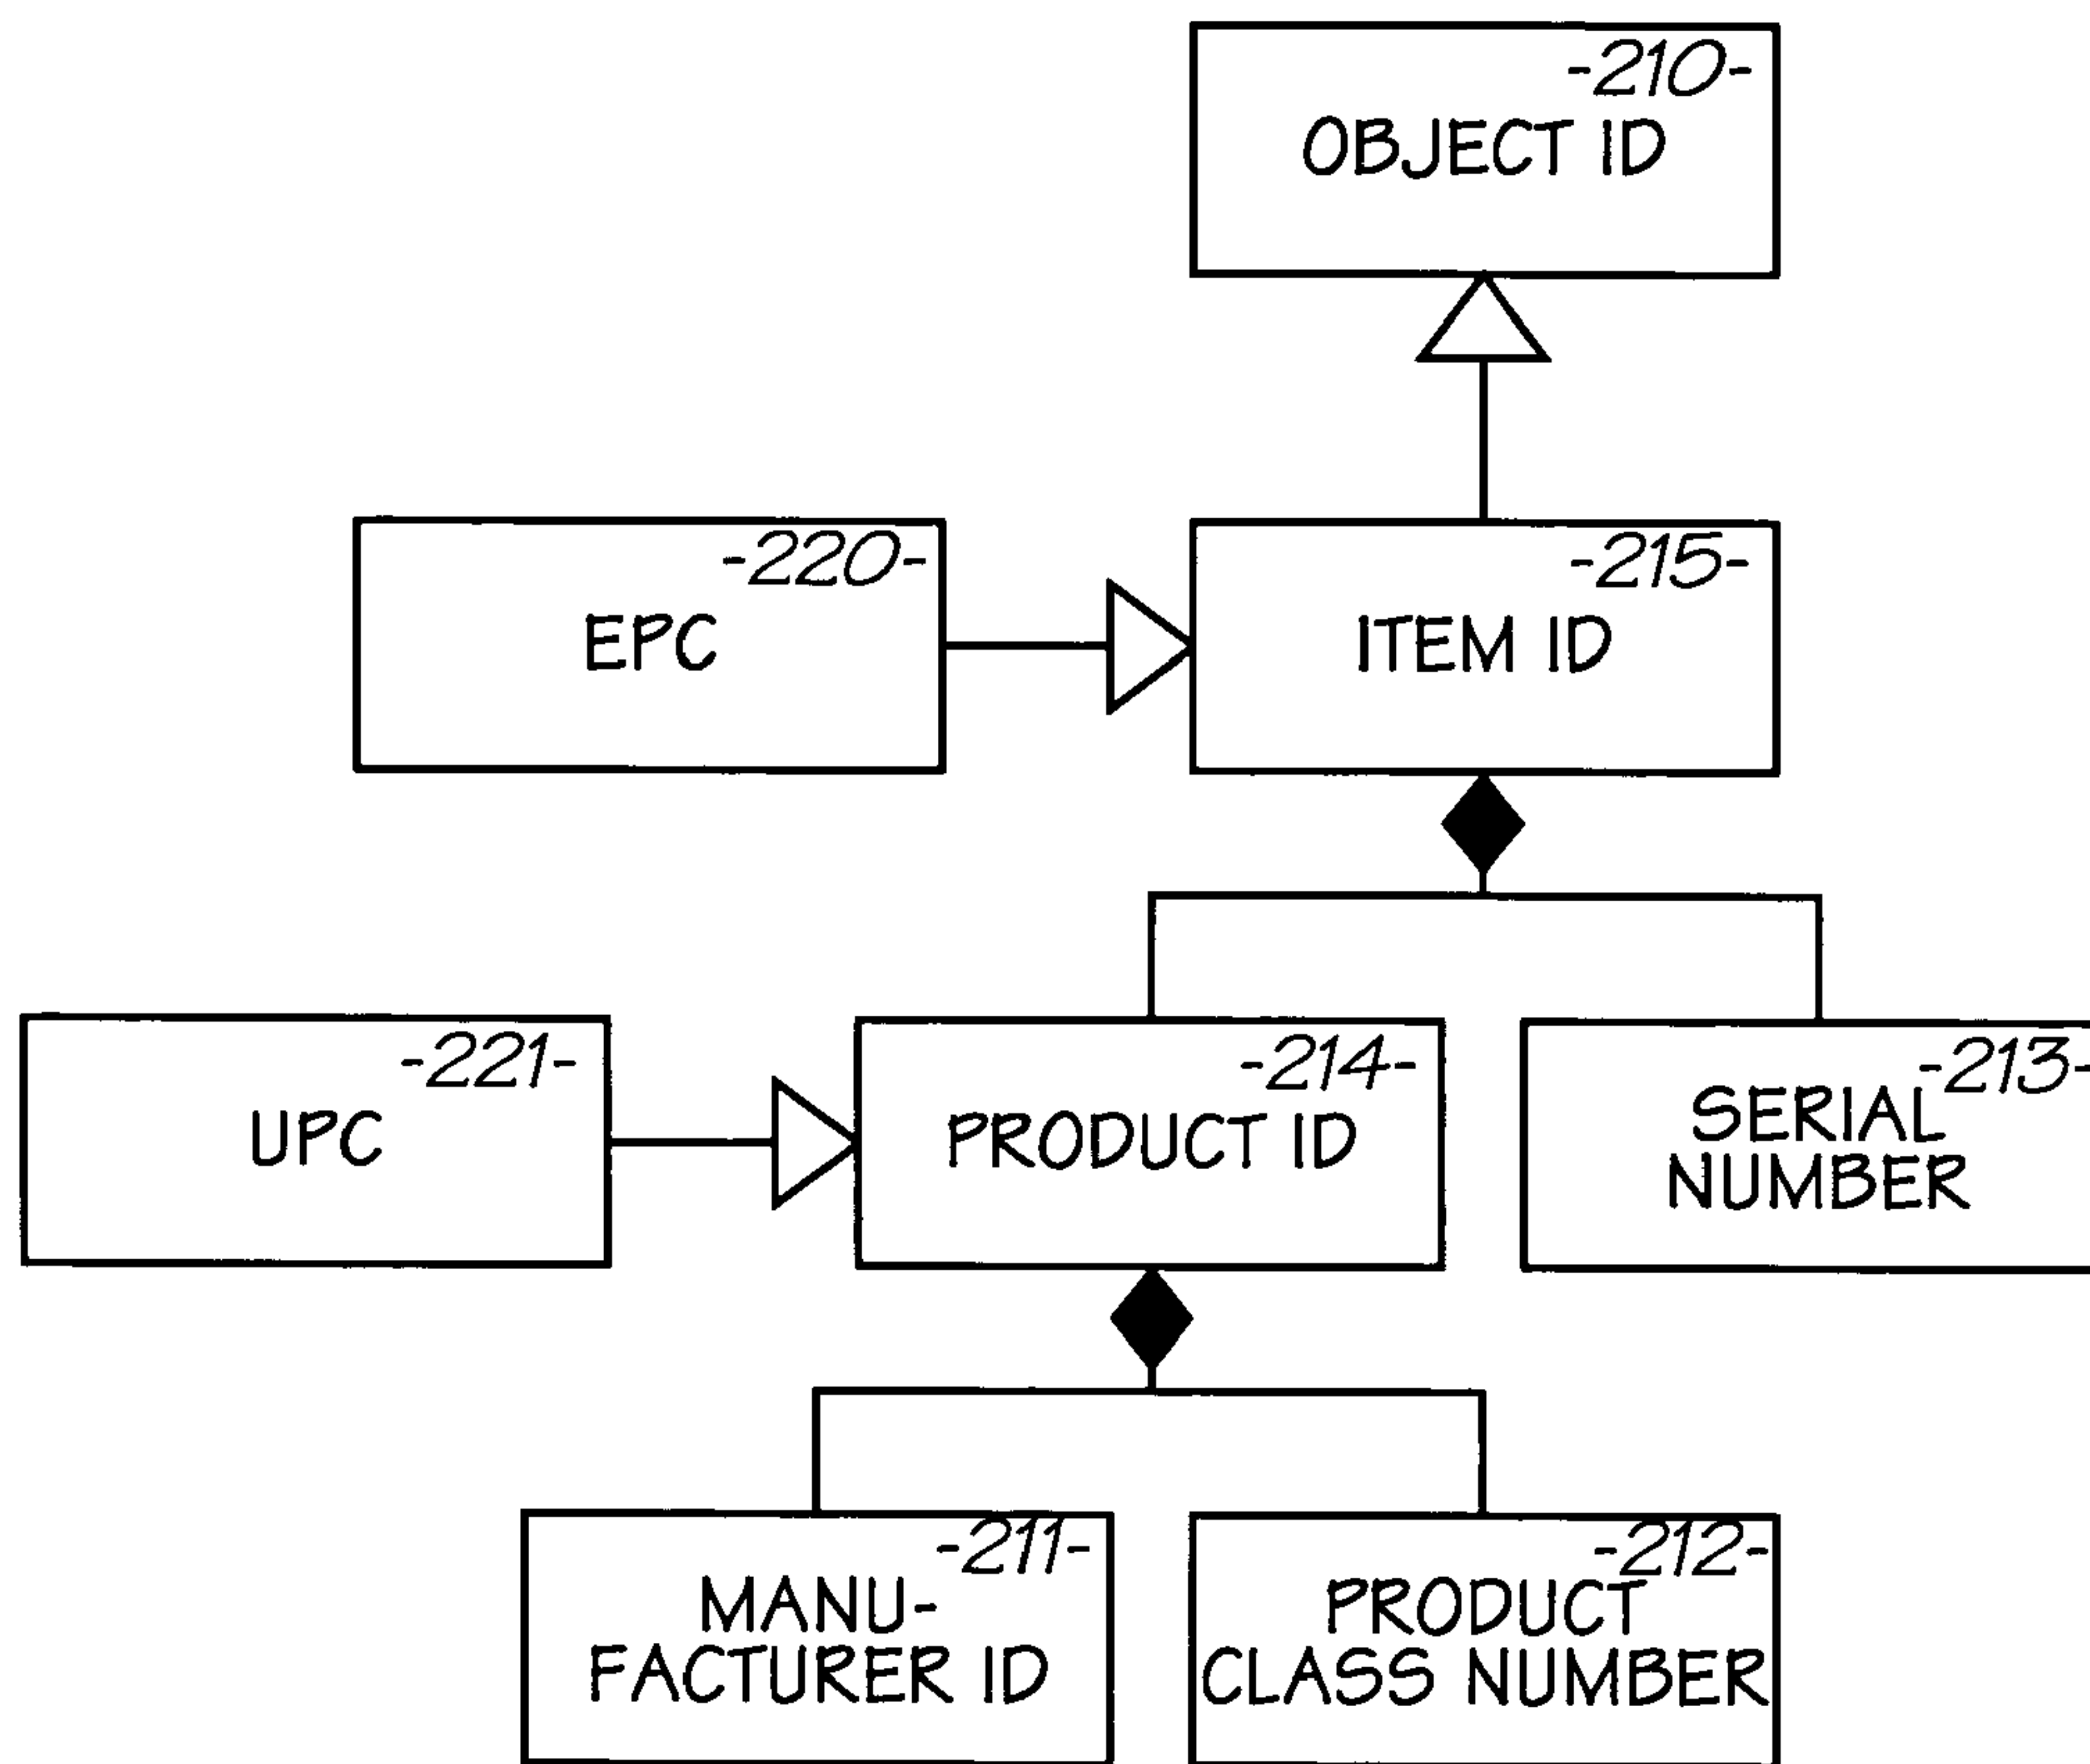 -210-
OBJECT ID
-220-
EPC
-215-
ITEM ID
-221-
UPC
-214-
PRODUCT ID
-213-
SERIAL
NUMBER
-211-
MANU-
FACTURER ID
-212-
PRODUCT
CLASS NUMBER